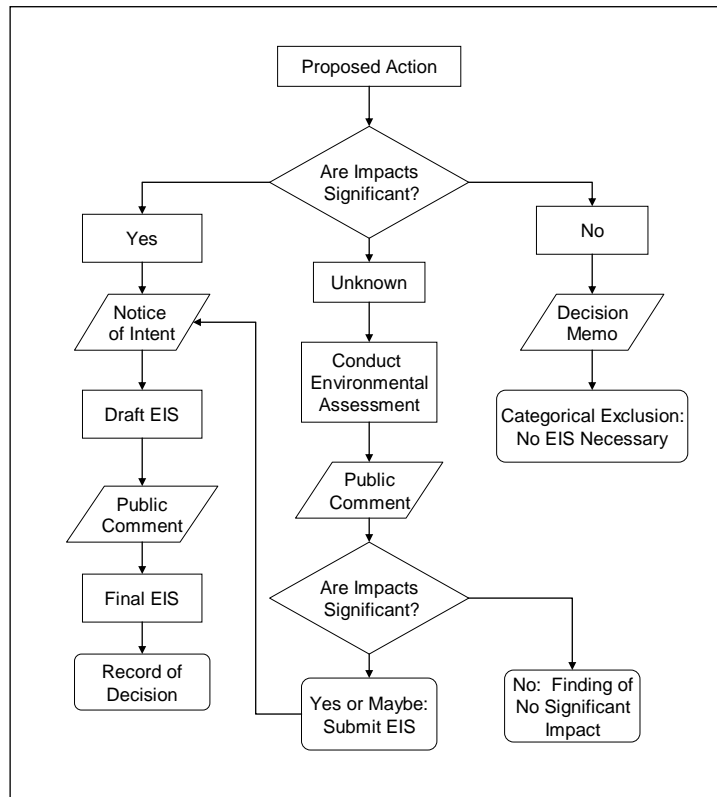 Proposed Action
Are Impacts
Significant?
Yes
Unknown
No
Notice
of Intent
Decision
Memo
Conduct
Environmental
Assessment
Draft EIS
Categorical Exclusion:
No EIS Necessary
Public
Comment
Public
Comment
Final EIS
Are Impacts
Significant?
Record of
Decision
Yes or Maybe:
Submit EIS
No: Finding of
No Significant
Impact